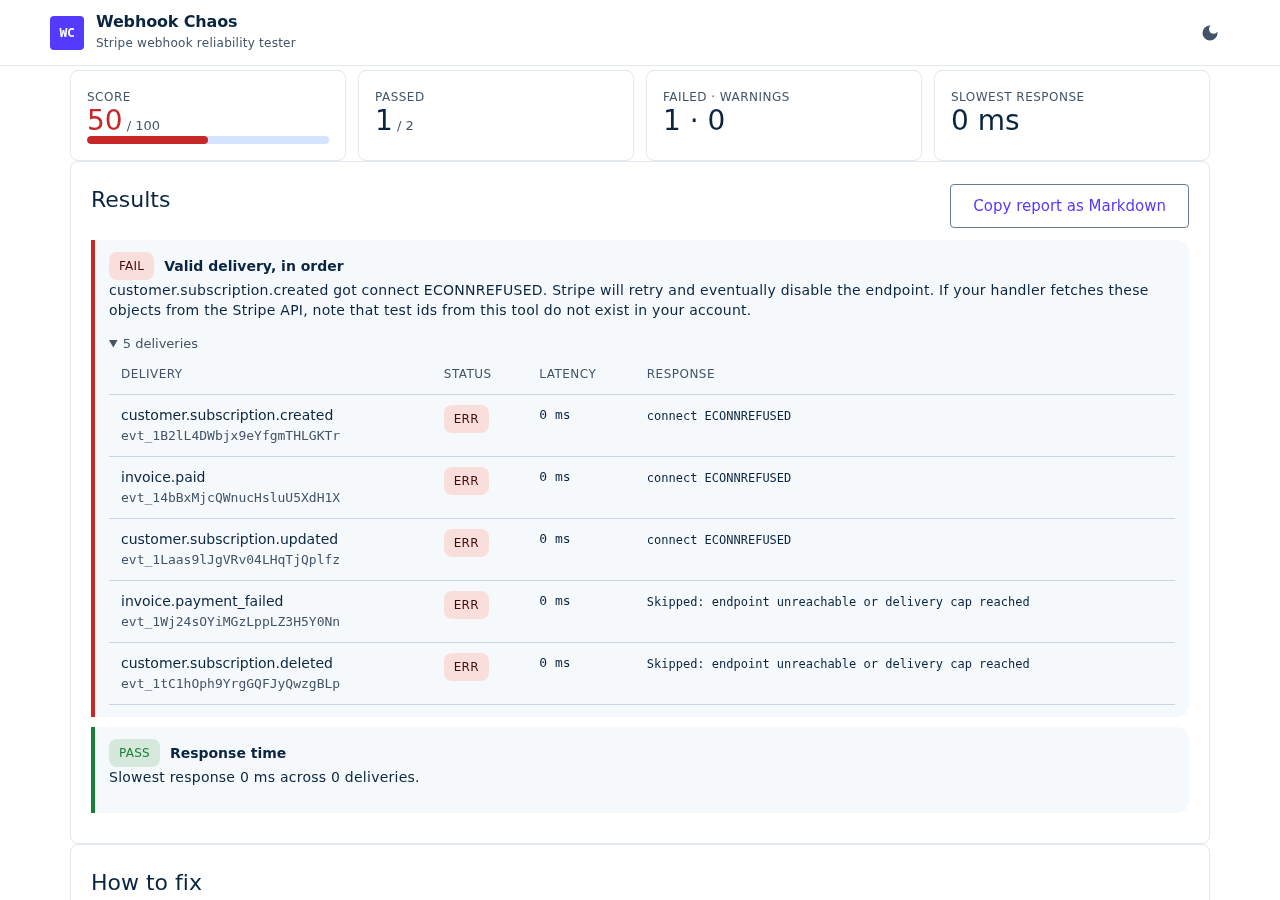 WC
Webhook Chaos
Stripe webhook reliability tester
SCORE
50 / 100
PASSED
1 / 2
FAILED · WARNINGS
1 · 0
SLOWEST RESPONSE
0 ms
Results
Copy report as Markdown
FAIL Valid delivery, in order
customer.subscription.created got connect ECONNREFUSED. Stripe will retry and eventually disable the endpoint. If your handler fetches these
objects from the Stripe API, note that test ids from this tool do not exist in your account.
▼ 5 deliveries
DELIVERY STATUS LATENCY RESPONSE
customer.subscription.created ERR 0 ms connect ECONNREFUSED
evt_1B2lL4DWbjx9eYfgmTHLGKTr
invoice.paid ERR 0 ms connect ECONNREFUSED
evt_14bBxMjcQWnucHsluU5XdH1X
customer.subscription.updated ERR 0 ms connect ECONNREFUSED
evt_1Laas9lJgVRv04LHqTjQplfz
invoice.payment_failed ERR 0 ms Skipped: endpoint unreachable or delivery cap reached
evt_1Wj24sOYiMGzLppLZ3H5Y0Nn
customer.subscription.deleted ERR 0 ms Skipped: endpoint unreachable or delivery cap reached
evt_1tC1hOph9YrgGQFJyQwzgBLp
PASS Response time
Slowest response 0 ms across 0 deliveries.
How to fix